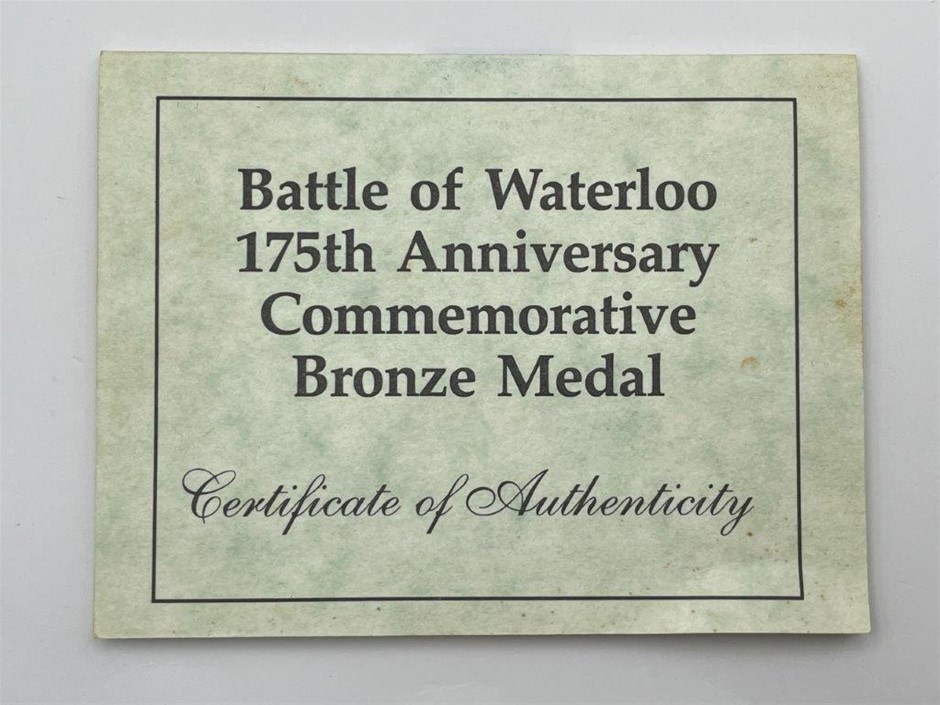 Battle of Waterloo
175th Anniversary
Commemorative
Bronze Medal
Certificate of Authenticity